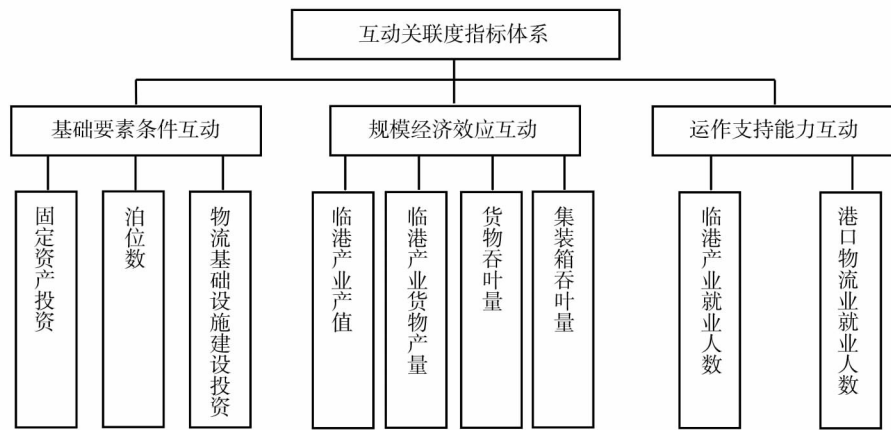 互动关联度指标体系
基础要素条件互动
规模经济效应互动
运作支持能力互动
固定资产投资
泊位数
物流基础设施建设投资
临港产业产值
临港产业货物产量
货物吞吐量
集装箱吞吐量
临港产业就业人数
港口物流业就业人数